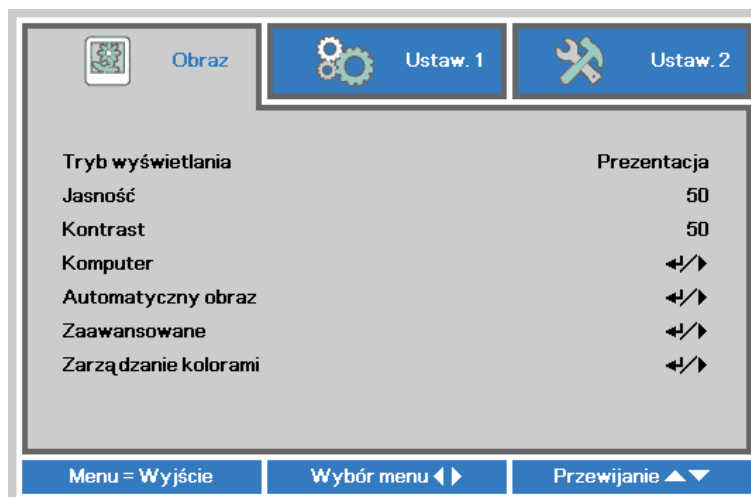 Obraz
Ustaw. 1
Ustaw. 2
Tryb wyświetlania Prezentacja
Jasność 50
Kontrast 50
Komputer ↵/▶
Automatyczny obraz ↵/▶
Zaawansowane ↵/▶
Zarządzanie kolorami ↵/▶
Menu = Wyjście
Wybór menu ◀▶
Przewijanie ▲▼